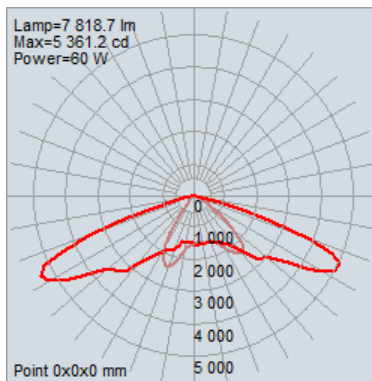 Lamp=7 818.7 lm
Max=5 361.2 cd
Power=60 W
0
1 000
2 000
3 000
4 000
5 000
Point 0x0x0 mm